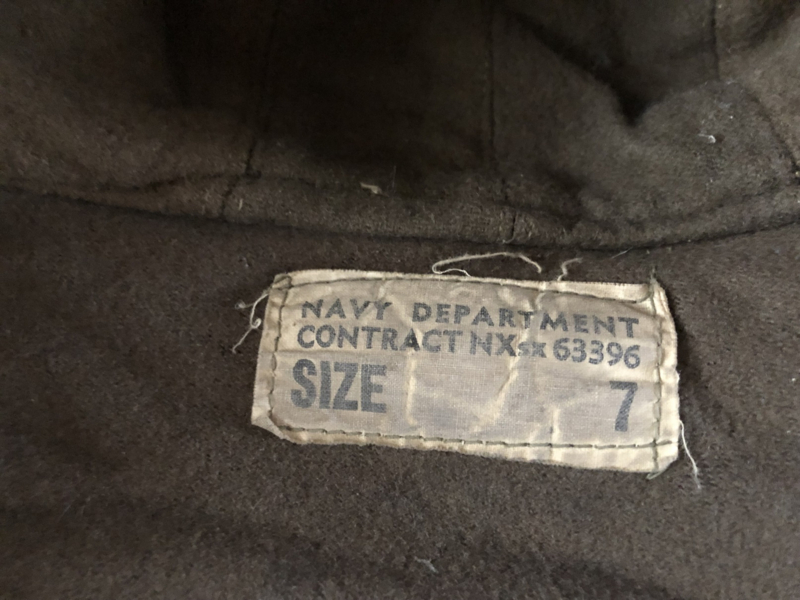 NAVY DEPARTMENT
CONTRACT NXsx 63396
SIZE 7